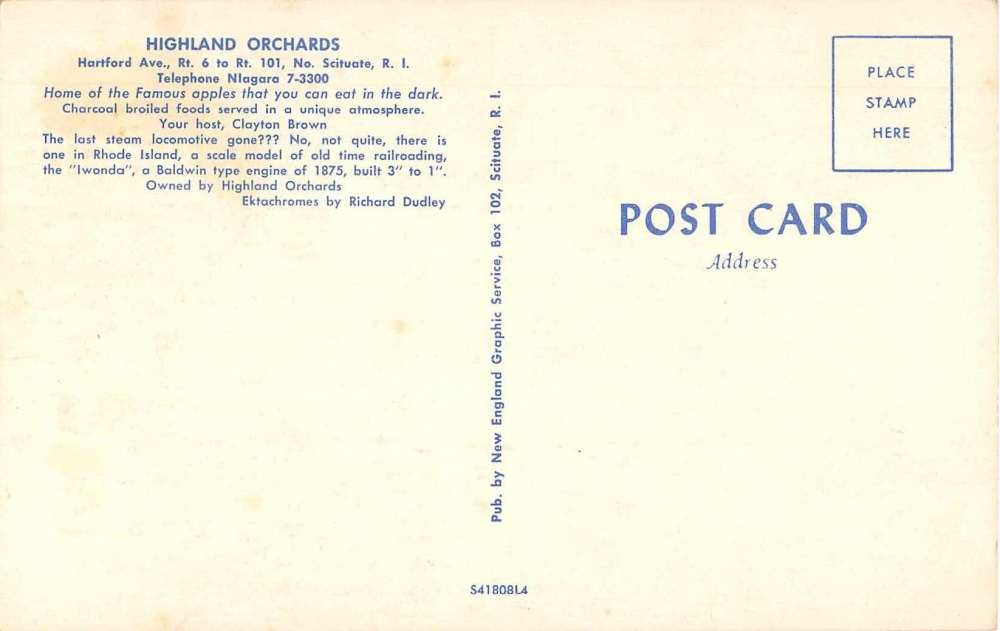 HIGHLAND ORCHARDS
Hartford Ave., Rt. 6 to Rt. 101, No. Scituate, R. I.
Telephone NIagara 7-3300
Home of the Famous apples that you can eat in the dark.
Charcoal broiled foods served in a unique atmosphere.
Your host, Clayton Brown
The last steam locomotive gone??? No, not quite, there is
one in Rhode Island, a scale model of old time railroading,
the "Iwonda", a Baldwin type engine of 1875, built 3" to 1".
Owned by Highland Orchards
Ektachromes by Richard Dudley
Pub. by New England Graphic Service, Box 102, Scituate, R. I.
PLACE
STAMP
HERE
POST CARD
Address
S41808L4